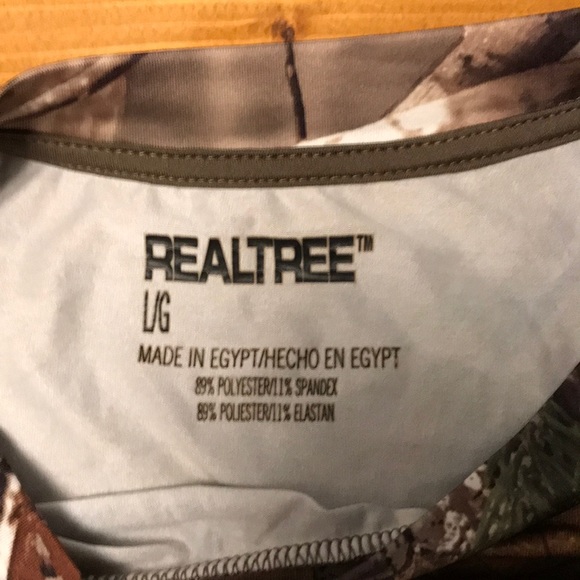 REALTREE™
L/G
MADE IN EGYPT/HECHO EN EGYPT
89% POLYESTER/11% SPANDEX
89% POLIESTER/11% ELASTAN